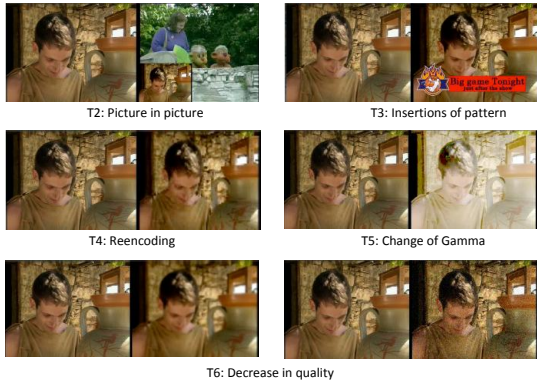 T2: Picture in picture
Big game Tonight
just after the show
T3: Insertions of pattern
T4: Reencoding
T5: Change of Gamma
T6: Decrease in quality